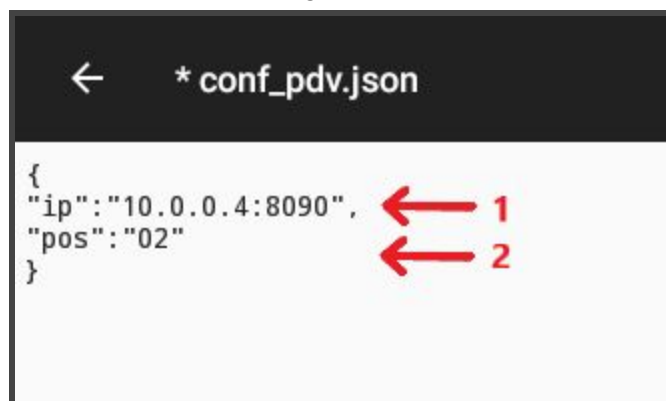 ← * conf_pdv.json
{
"ip":"10.0.0.4:8090", ← 1
"pos":"02"
← 2
}